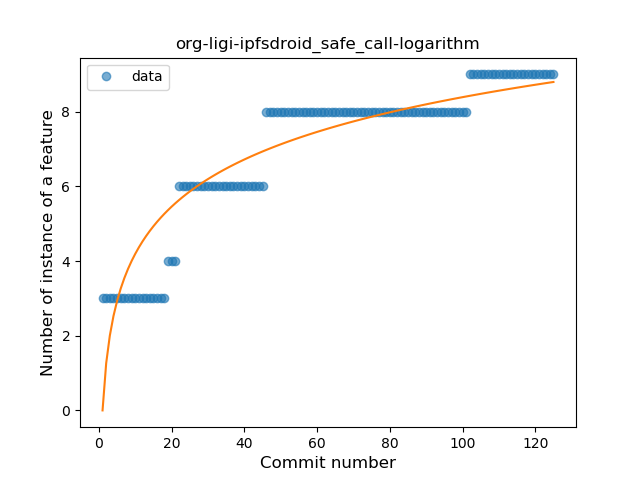 org-ligi-ipfsdroid_safe_call-logarithm
data
Number of instance of a feature
8
6
4
2
0
0 20 40 60 80 100 120
Commit number